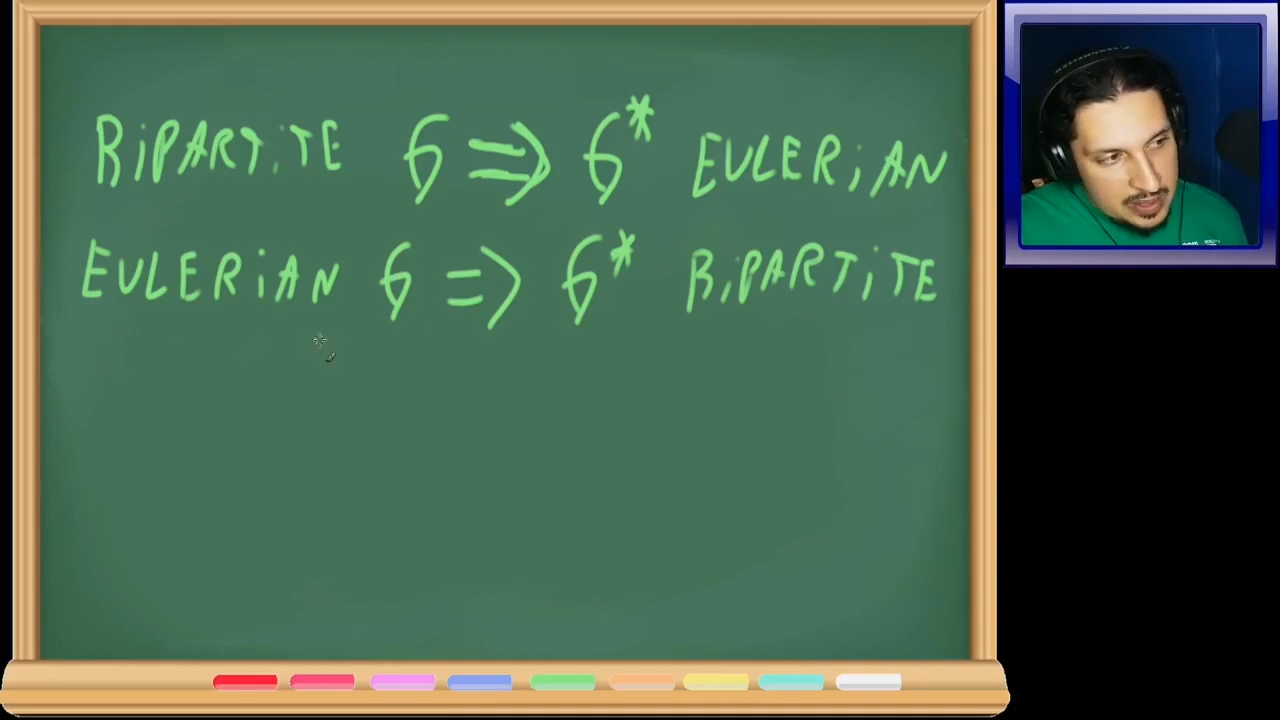 BiPARTiTE G => G* EULERiAN
EULERiAN G => G* BiPARTiTE